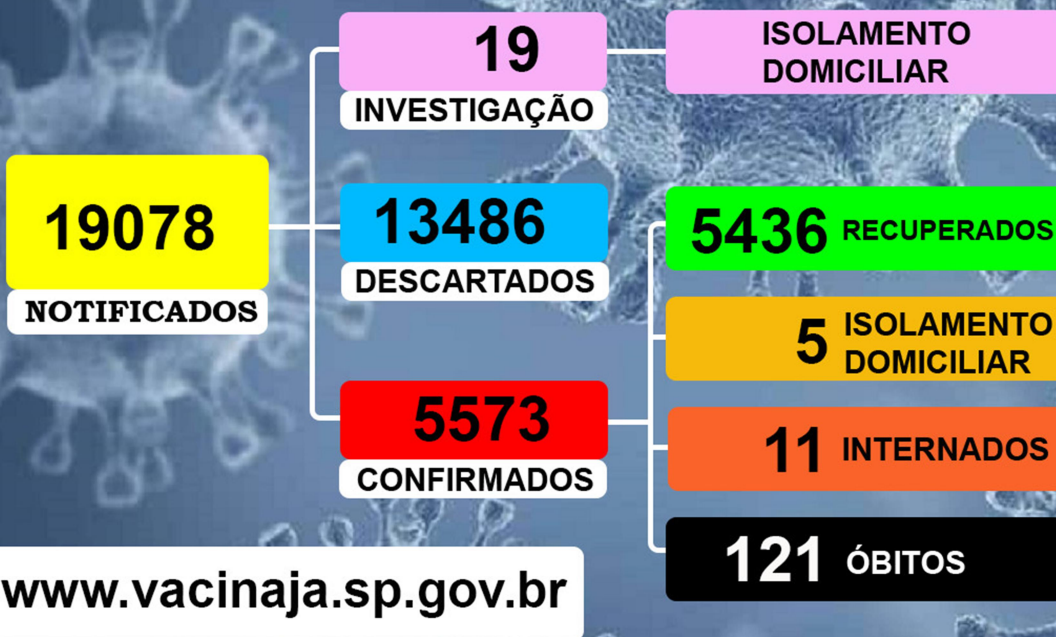 19
INVESTIGAÇÃO
ISOLAMENTO
DOMICILIAR
19078
NOTIFICADOS
13486
DESCARTADOS
5573
CONFIRMADOS
5436 RECUPERADOS
5 ISOLAMENTO
DOMICILIAR
11 INTERNADOS
121 ÓBITOS
www.vacinaja.sp.gov.br